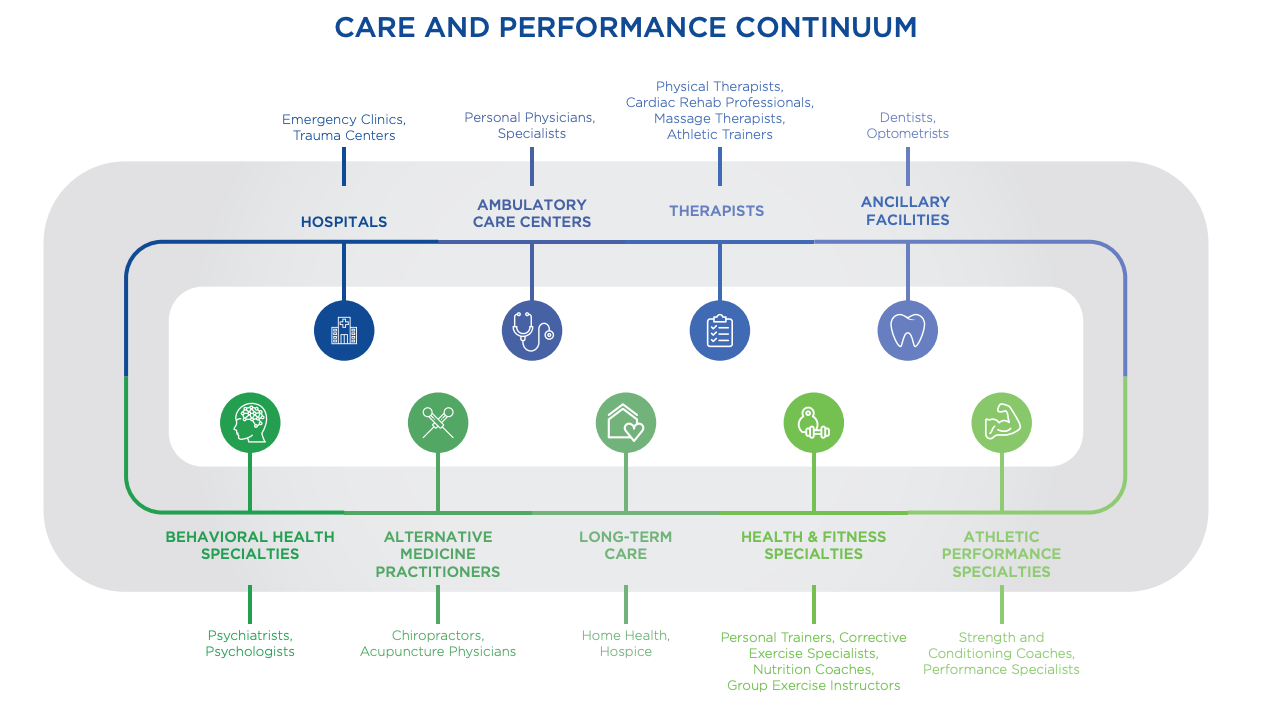 CARE AND PERFORMANCE CONTINUUM
Emergency Clinics,
Trauma Centers
Personal Physicians,
Specialists
Physical Therapists,
Cardiac Rehab Professionals,
Massage Therapists,
Athletic Trainers
Dentists,
Optometrists
HOSPITALS
AMBULATORY
CARE CENTERS
THERAPISTS
ANCILLARY
FACILITIES
BEHAVIORAL HEALTH
SPECIALTIES
ALTERNATIVE
MEDICINE
PRACTITIONERS
LONG-TERM
CARE
HEALTH & FITNESS
SPECIALTIES
ATHLETIC
PERFORMANCE
SPECIALTIES
Psychiatrists,
Psychologists
Chiropractors,
Acupuncture Physicians
Home Health,
Hospice
Personal Trainers, Corrective
Exercise Specialists,
Nutrition Coaches,
Group Exercise Instructors
Strength and
Conditioning Coaches,
Performance Specialists